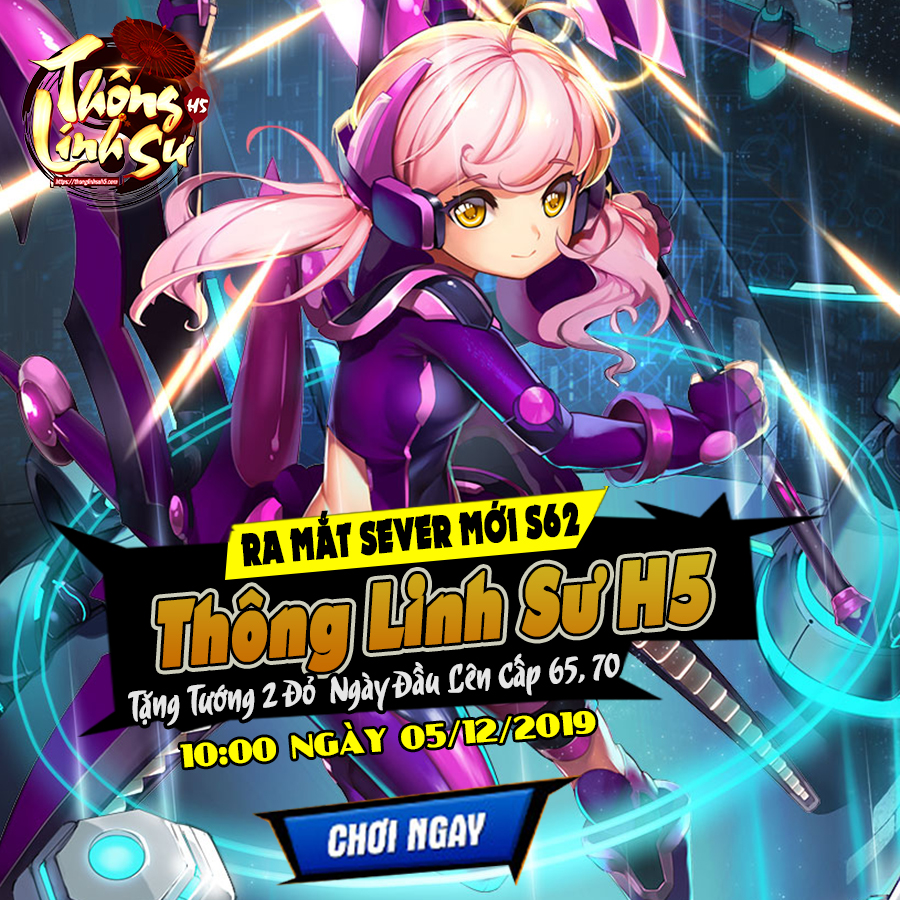 Thông
Linh Sư
H5
RA MẮT SEVER MỚI S62
Thông Linh Sư H5
Tặng Tướng 2 Đỏ Ngày Đầu Lên Cấp 65, 70
10:00 NGÀY 05/12/2019
CHƠI NGAY